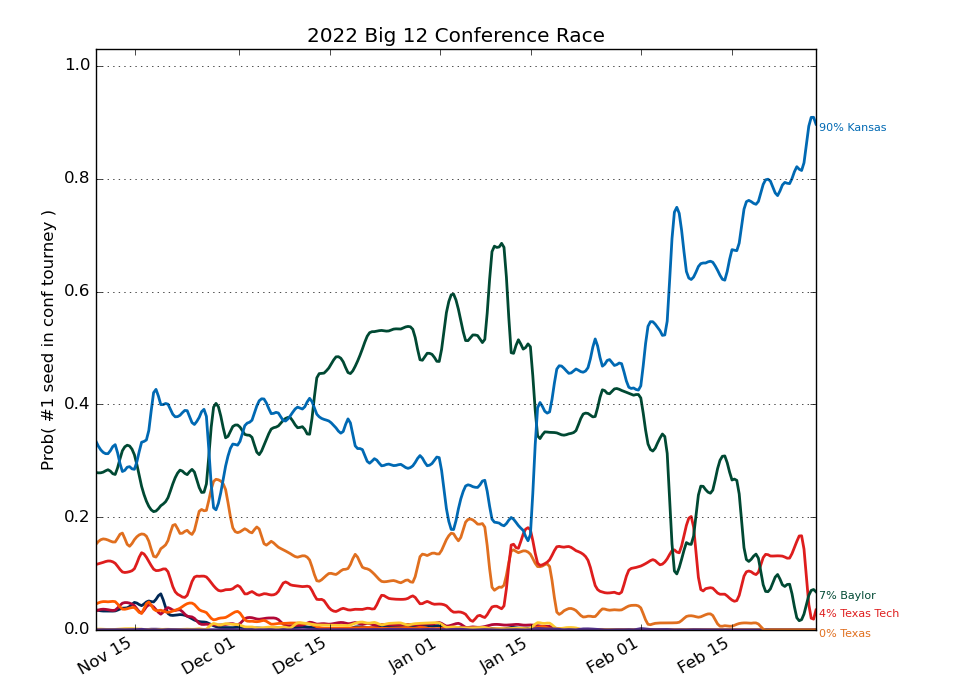 2022 Big 12 Conference Race
Prob( #1 seed in conf tourney )
1.0
0.8
0.6
0.4
0.2
0.0
Nov 15
Dec 01
Dec 15
Jan 01
Jan 15
Feb 01
Feb 15
90% Kansas
7% Baylor
4% Texas Tech
0% Texas